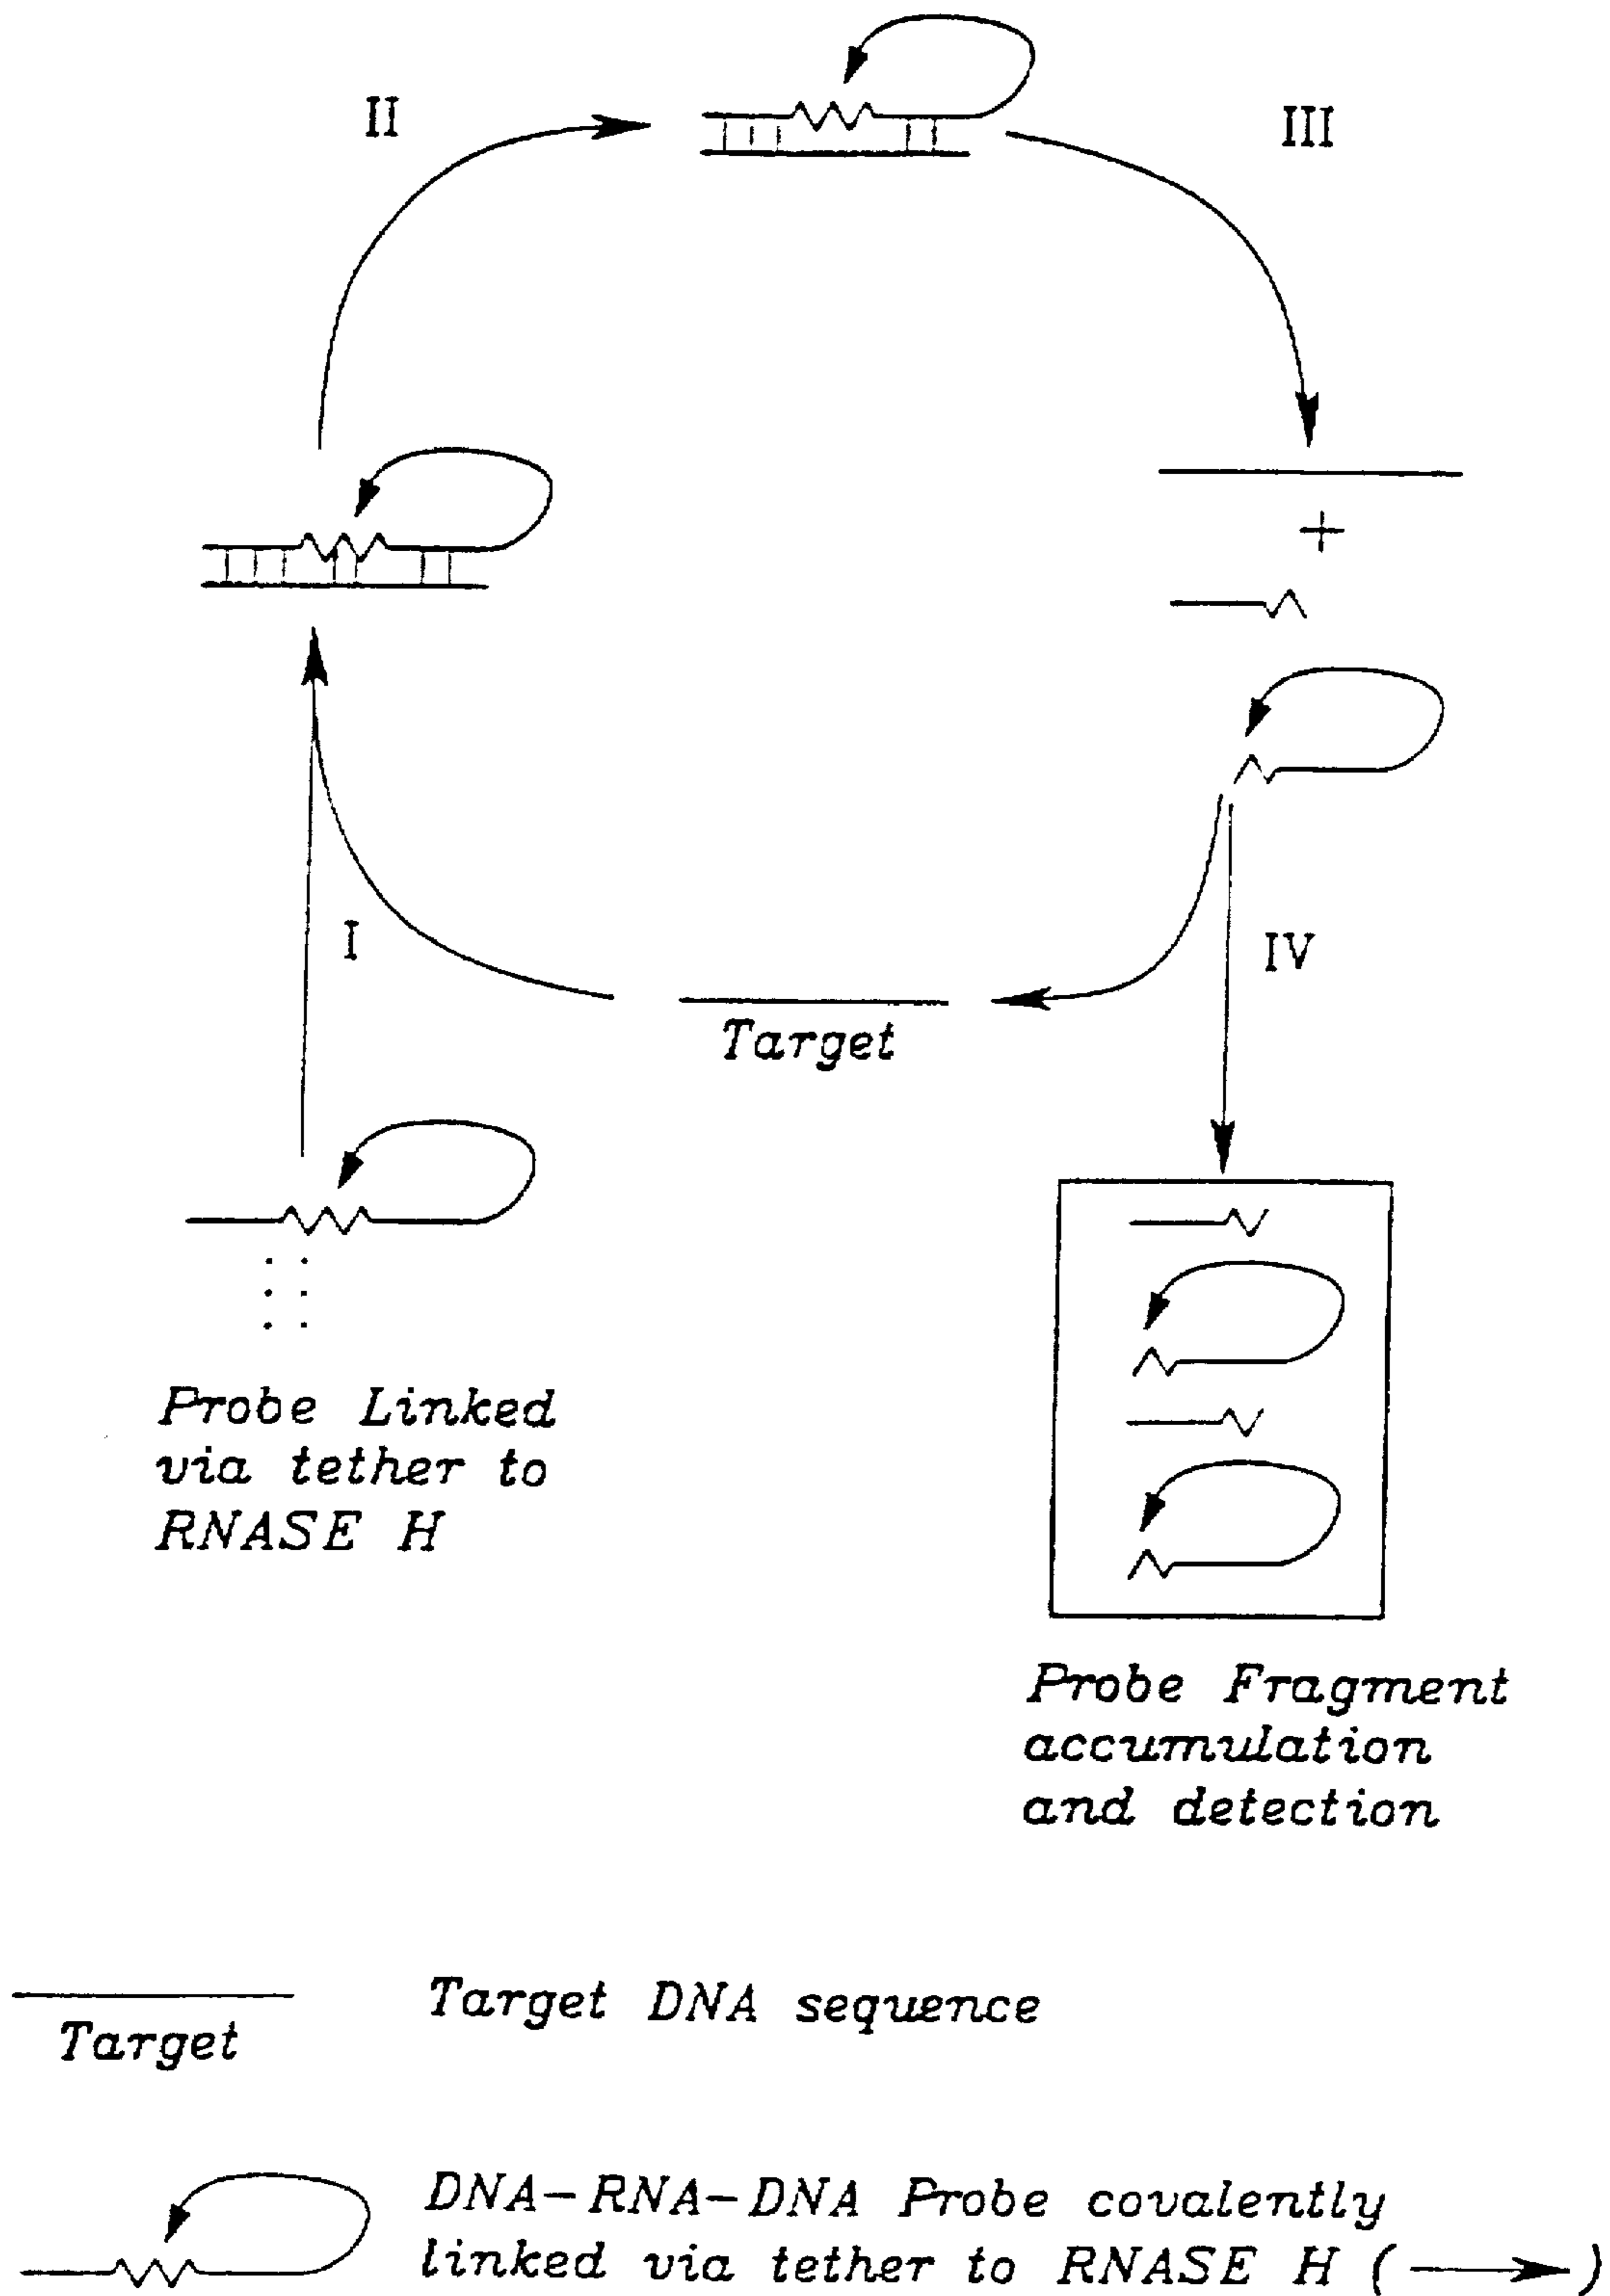 II
III
I
IV
+
Target
Probe Linked
via tether to
RNASE H
Probe Fragment
accumulation
and detection
Target DNA sequence
Target
DNA-RNA-DNA Probe covalently
linked via tether to RNASE H ( )